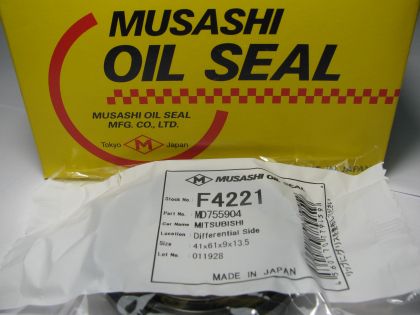 MUSASHI
OIL SEAL
MUSASHI OIL SEAL
MFG. CO., LTD.
Tokyo M Japan
JAPAN
MUSASHI OIL SEAL
Stock No. F4221
Part No. MD755904
Car Name MITSUBISHI
Location Differential Side
Size 41x61x9x13.5
Lot No. 011928
MADE IN JAPAN